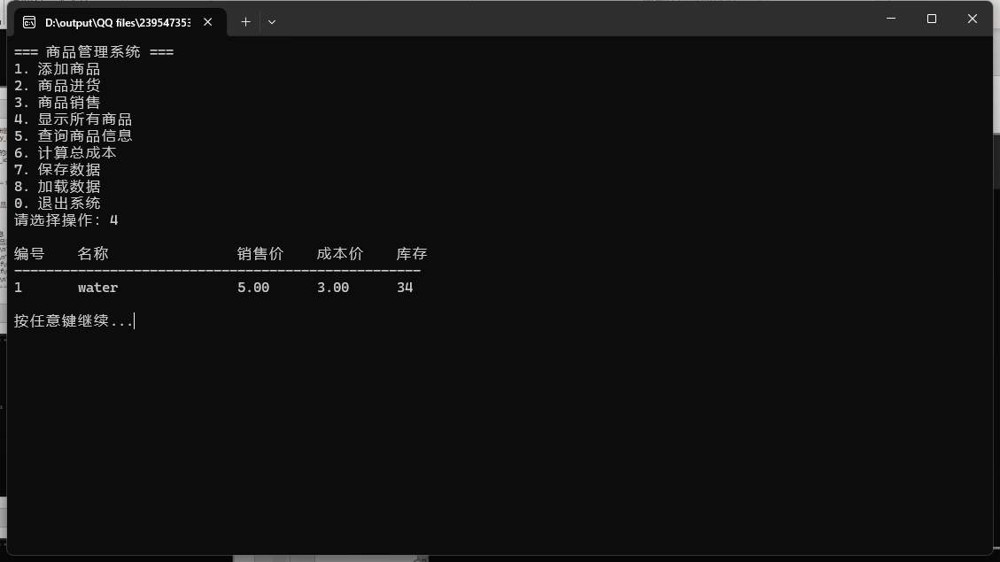 D:\output\QQ files\239547353
=== 商品管理系统 ===
1. 添加商品
2. 商品进货
3. 商品销售
4. 显示所有商品
5. 查询商品信息
6. 计算总成本
7. 保存数据
8. 加载数据
0. 退出系统
请选择操作: 4
编号 名称 销售价 成本价 库存
---------------------------------------------------
1 water 5.00 3.00 34
按任意键继续...